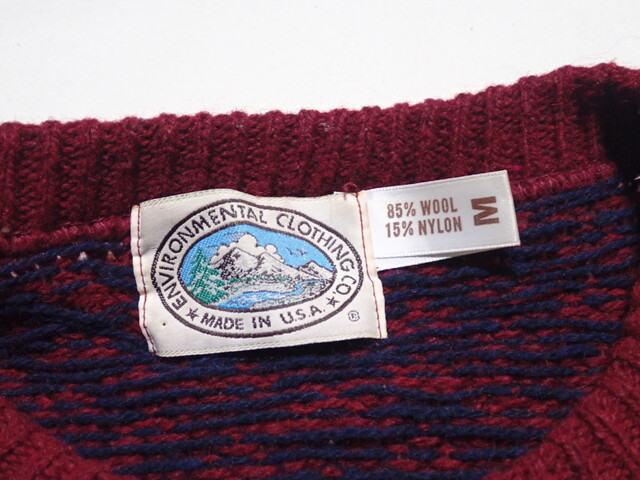 ENVIRONMENTAL CLOTHING CO.
★ MADE IN U.S.A. ★
®
85% WOOL
15% NYLON
M